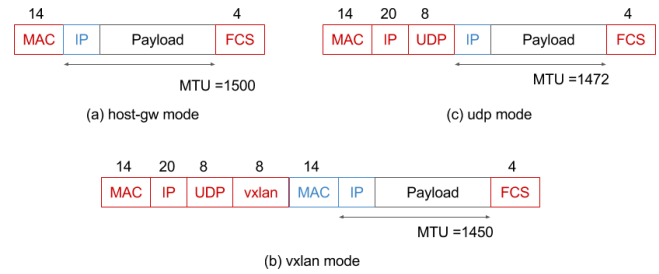 14 4
MAC IP Payload FCS
MTU =1500
(a) host-gw mode
14 20 8 4
MAC IP UDP IP Payload FCS
MTU =1472
(c) udp mode
14 20 8 8 14 4
MAC IP UDP vxlan MAC IP Payload FCS
MTU =1450
(b) vxlan mode